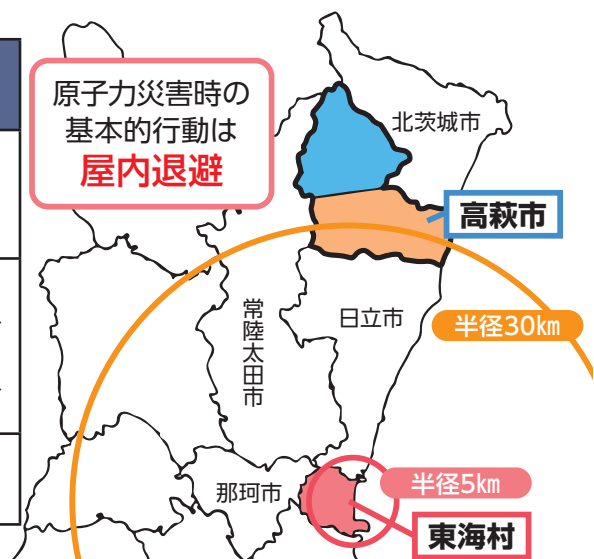 原子力災害時の
基本的行動は
屋内退避
北茨城市
高萩市
常陸太田市
日立市
半径30㎞
那珂市
半径5㎞
東海村